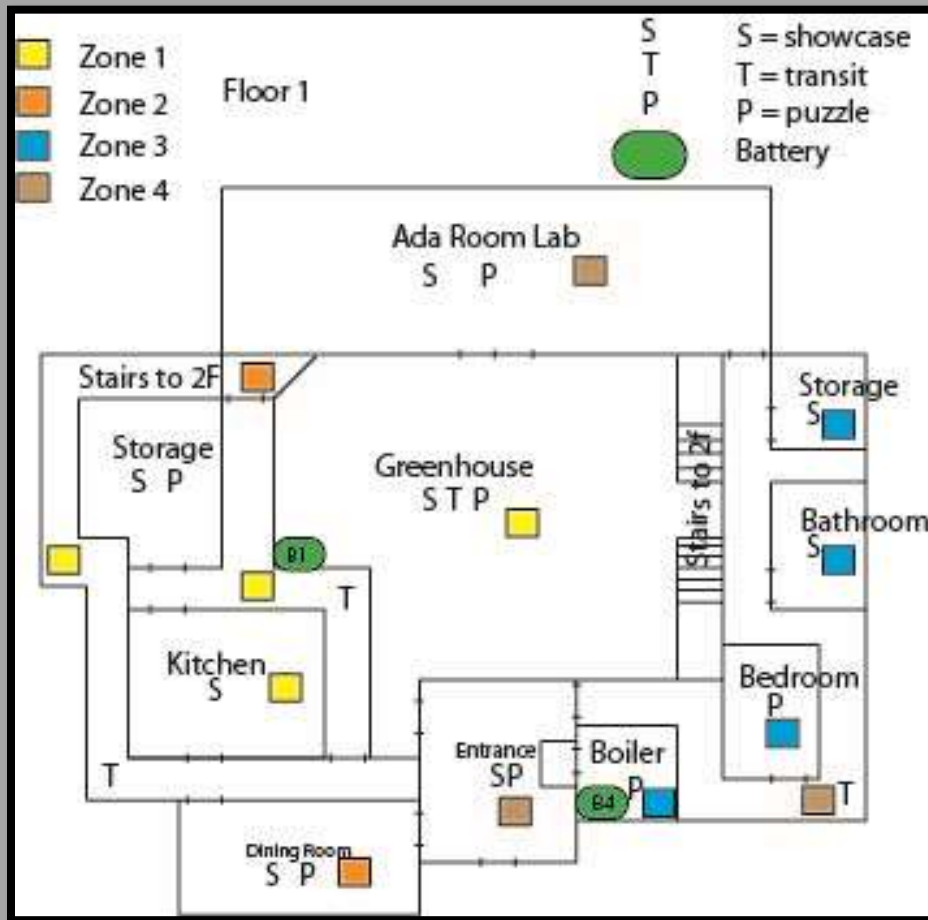 Zone 1
Zone 2
Zone 3
Zone 4
Floor 1
S
T
P
S = showcase
T = transit
P = puzzle
Battery
Ada Room Lab
S P
Stairs to 2F
Storage
S P
Greenhouse
S T P
Stairs to 2f
Storage
S
Bathroom
S
B1
T
Kitchen
S
Bedroom
P
Entrance
SP
Boiler
P
B4
T
T
Dining Room
S P